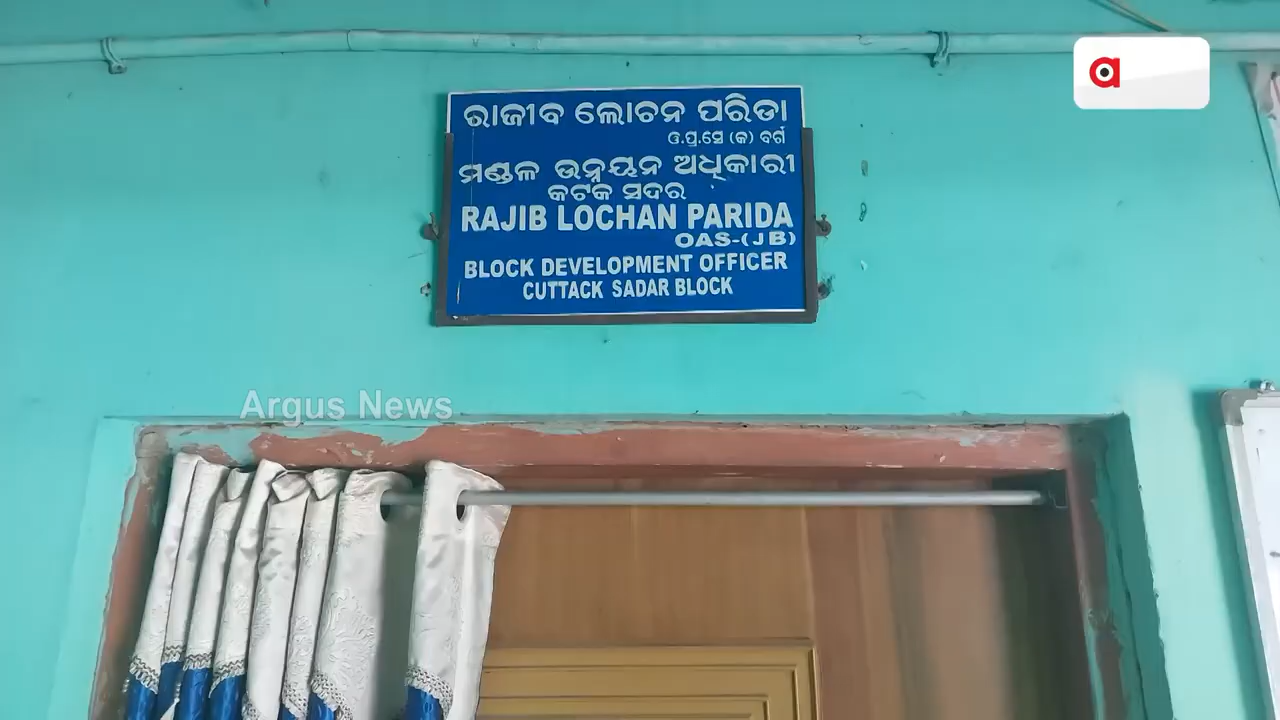 ରାଜୀବ ଲୋଚନ ପରିଡା
ଓ.ପ୍ର.ସେ (କ) ବର୍ଗ
ମଣ୍ଡଳ ଉନ୍ନୟନ ଅଧିକାରୀ
କଟକ ସଦର
RAJIB LOCHAN PARIDA
OAS-(JB)
BLOCK DEVELOPMENT OFFICER
CUTTACK SADAR BLOCK
Argus News